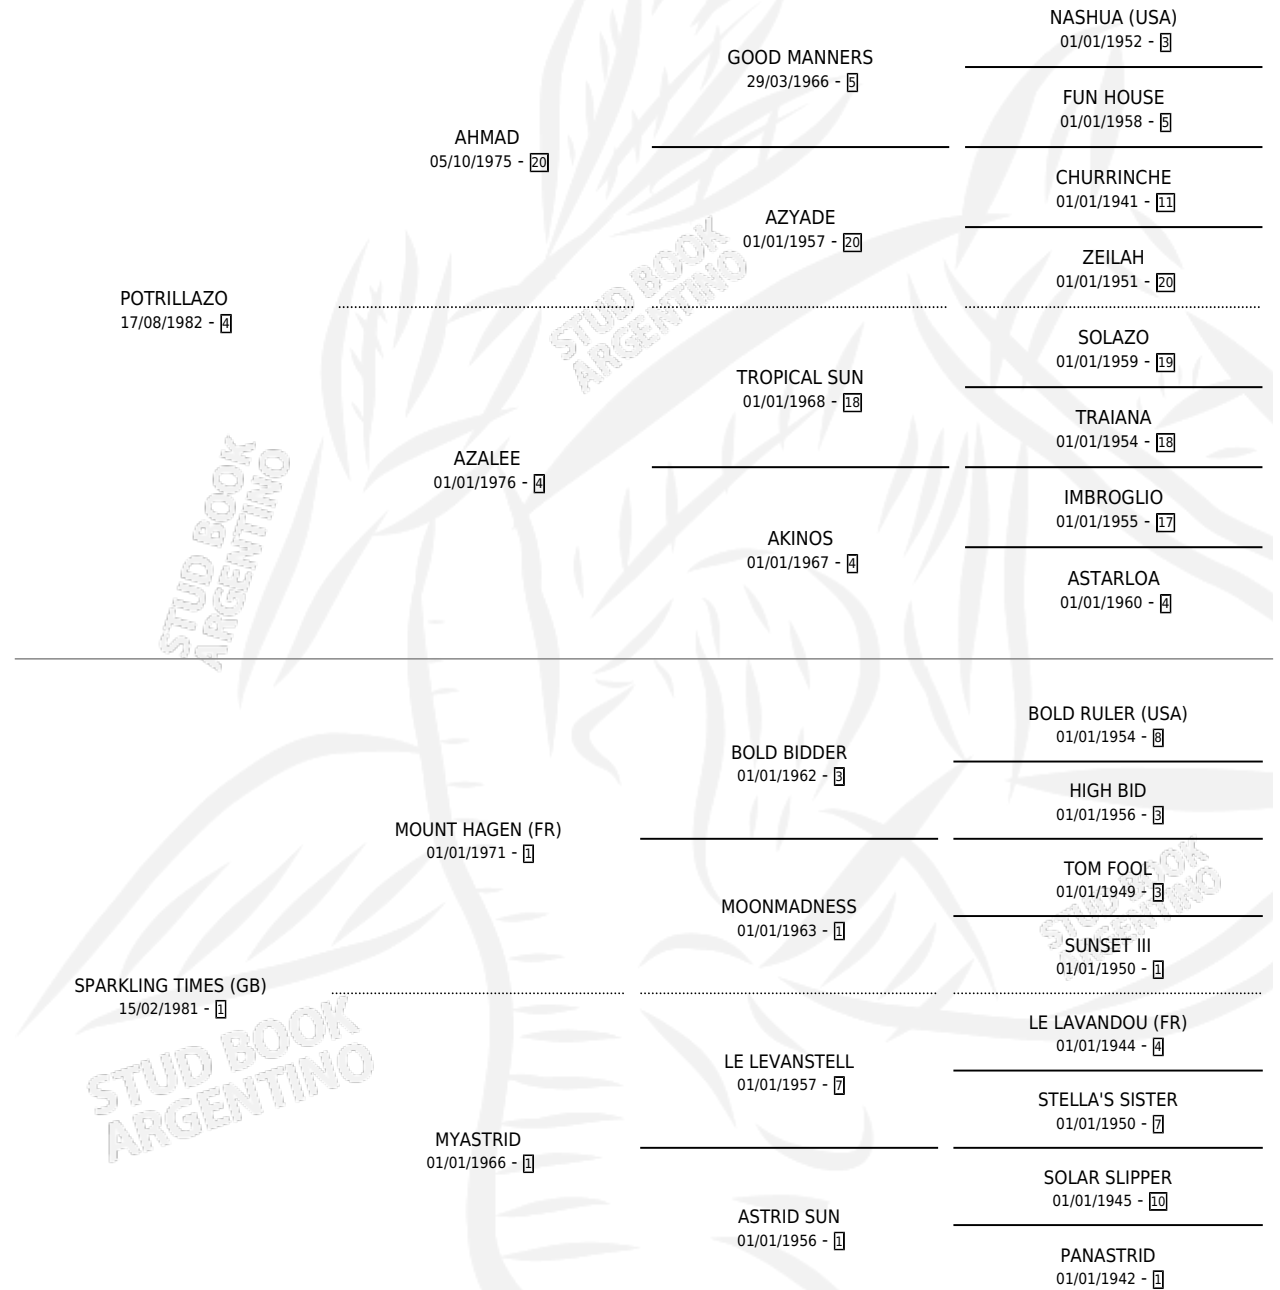 NASHUA (USA)
01/01/1952 - 3
GOOD MANNERS
29/03/1966 - 5
FUN HOUSE
01/01/1958 - 5
AHMAD
05/10/1975 - 20
CHURRINCHE
01/01/1941 - 11
AZYADE
01/01/1957 - 20
ZEILAH
01/01/1951 - 20
POTRILLAZO
17/08/1982 - 4
SOLAZO
01/01/1959 - 19
TROPICAL SUN
01/01/1968 - 18
TRAIANA
01/01/1954 - 18
AZALEE
01/01/1976 - 4
IMBROGLIO
01/01/1955 - 17
AKINOS
01/01/1967 - 4
ASTARLOA
01/01/1960 - 4
BOLD RULER (USA)
01/01/1954 - 8
BOLD BIDDER
01/01/1962 - 3
HIGH BID
01/01/1956 - 3
MOUNT HAGEN (FR)
01/01/1971 - 1
TOM FOOL
01/01/1949 - 3
MOONMADNESS
01/01/1963 - 1
SUNSET III
01/01/1950 - 1
SPARKLING TIMES (GB)
15/02/1981 - 1
LE LAVANDOU (FR)
01/01/1944 - 4
LE LEVANSTELL
01/01/1957 - 7
STELLA'S SISTER
01/01/1950 - 7
MYASTRID
01/01/1966 - 1
SOLAR SLIPPER
01/01/1945 - 10
ASTRID SUN
01/01/1956 - 1
PANASTRID
01/01/1942 - 1
STUD BOOK
ARGENTINO
STUD BOOK
ARGENTINO
STUD BOOK
ARGENTINO
STUD BOOK
ARGENTINO